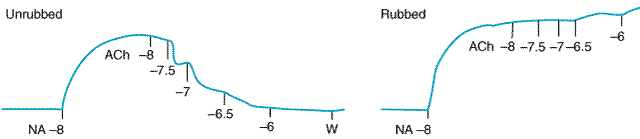 Unrubbed
ACh –8
–7.5
–7
–6.5
–6
NA –8
W
Rubbed
ACh –8 –7.5 –7 –6.5
–6
NA –8